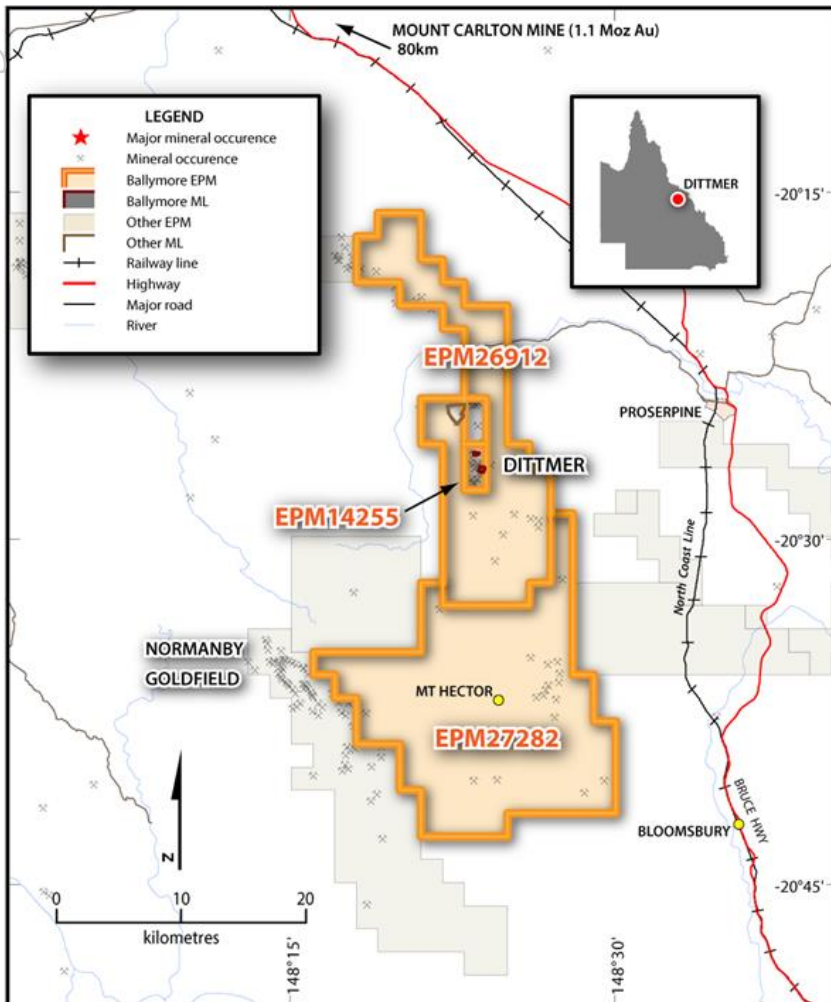 MOUNT CARLTON MINE (1.1 Moz Au)
80km
LEGEND
Major mineral occurence
Mineral occurence
Ballymore EPM
Ballymore ML
Other EPM
Other ML
Railway line
Highway
Major road
River
DITTMER
-20°15'
EPM26912
PROSERPINE
DITTMER
EPM14255
-20°30'
North Coast Line
NORMANBY
GOLDFIELD
MT HECTOR
EPM27282
BRUCE HWY
BLOOMSBURY
N
-20°45'
0 10 20
kilometres
148°15'
148°30'